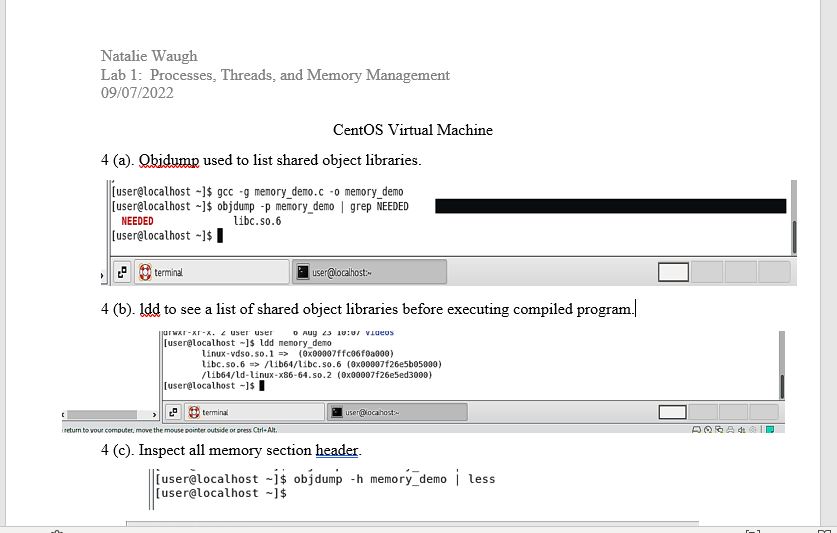 Natalie Waugh
Lab 1:  Processes, Threads, and Memory Management
09/07/2022
CentOS Virtual Machine
4 (a). Objdump used to list shared object libraries.
[user@localhost ~]$ gcc -g memory_demo.c -o memory_demo
[user@localhost ~]$ objdump -p memory_demo | grep NEEDED
NEEDED libc.so.6
[user@localhost ~]$
terminal user@localhost:~
4 (b). ldd to see a list of shared object libraries before executing compiled program.
drwxr-xr-x. 2 user user 6 Aug 23 10:07 Videos
[user@localhost ~]$ ldd memory_demo
linux-vdso.so.1 => (0x00007ffc06f0a000)
libc.so.6 => /lib64/libc.so.6 (0x00007f26e5b05000)
/lib64/ld-linux-x86-64.so.2 (0x00007f26e5ed3000)
[user@localhost ~]$
terminal user@localhost:~
return to your computer, move the mouse pointer outside or press Ctrl+Alt.
4 (c). Inspect all memory section header.
[user@localhost ~]$ objdump -h memory_demo | less
[user@localhost ~]$